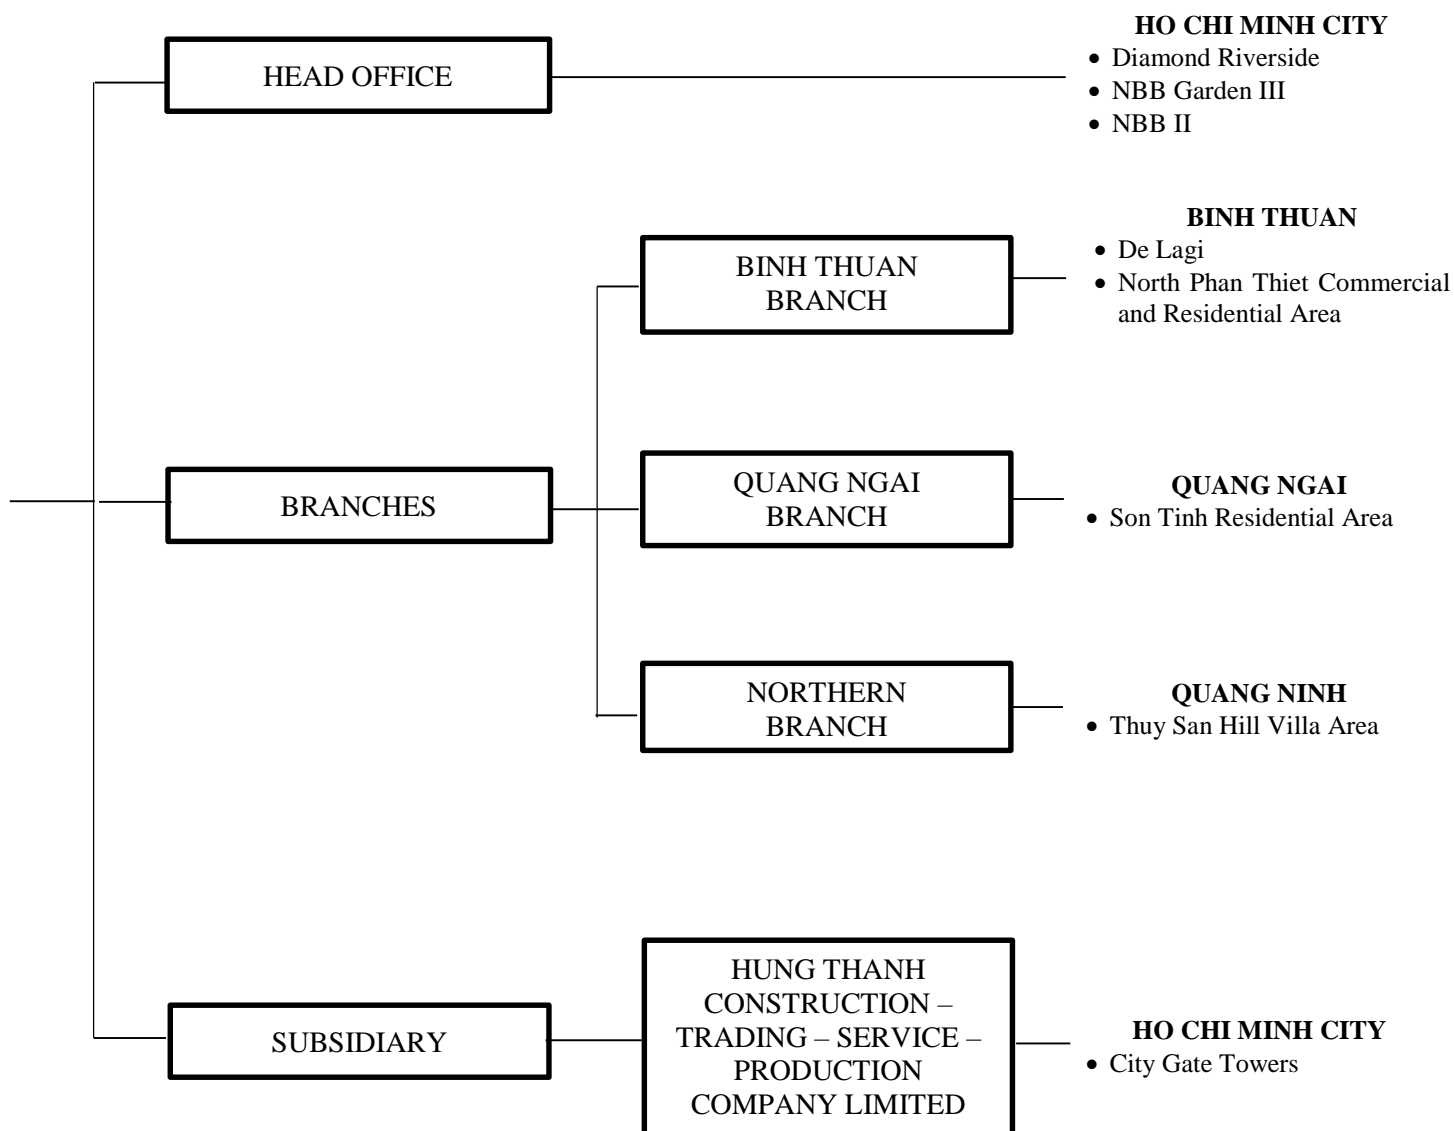 HO CHI MINH CITY
• Diamond Riverside
• NBB Garden III
• NBB II
HEAD OFFICE
BINH THUAN
• De Lagi
• North Phan Thiet Commercial
and Residential Area
BINH THUAN
BRANCH
BRANCHES
QUANG NGAI
BRANCH
QUANG NGAI
• Son Tinh Residential Area
NORTHERN
BRANCH
QUANG NINH
• Thuy San Hill Villa Area
SUBSIDIARY
HUNG THANH
CONSTRUCTION –
TRADING – SERVICE –
PRODUCTION
COMPANY LIMITED
HO CHI MINH CITY
• City Gate Towers